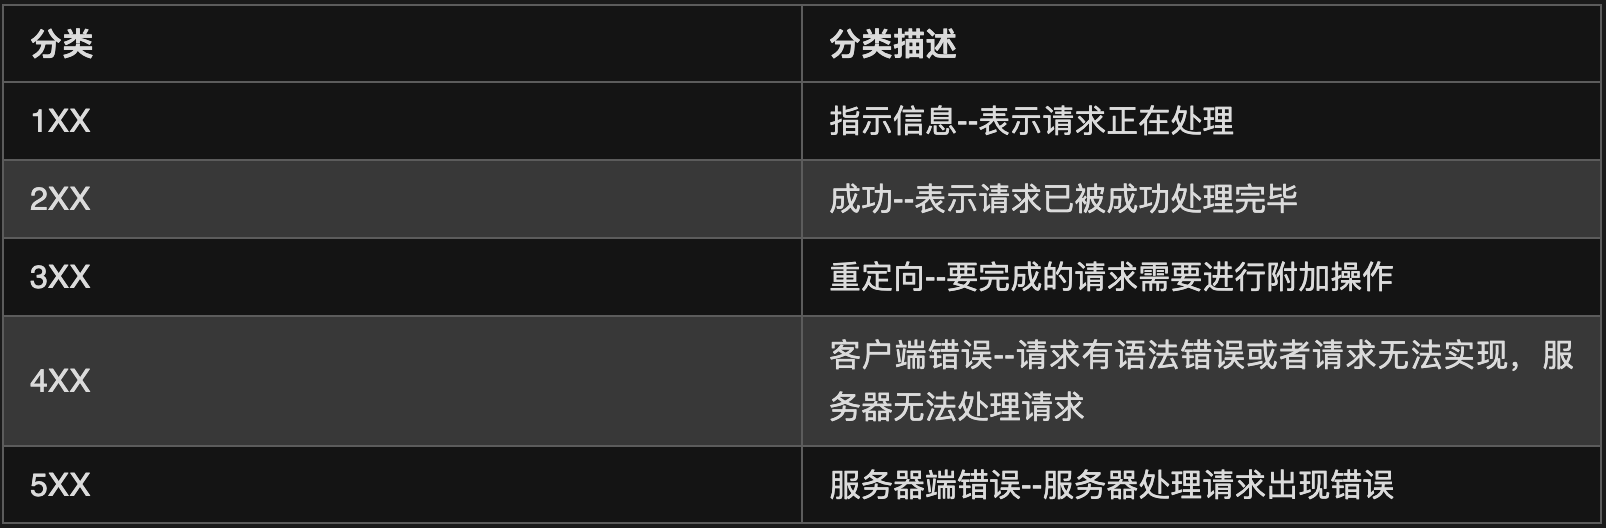 分类
分类描述
1XX
指示信息--表示请求正在处理
2XX
成功--表示请求已被成功处理完毕
3XX
重定向--要完成的请求需要进行附加操作
4XX
客户端错误--请求有语法错误或者请求无法实现，服
务器无法处理请求
5XX
服务器端错误--服务器处理请求出现错误